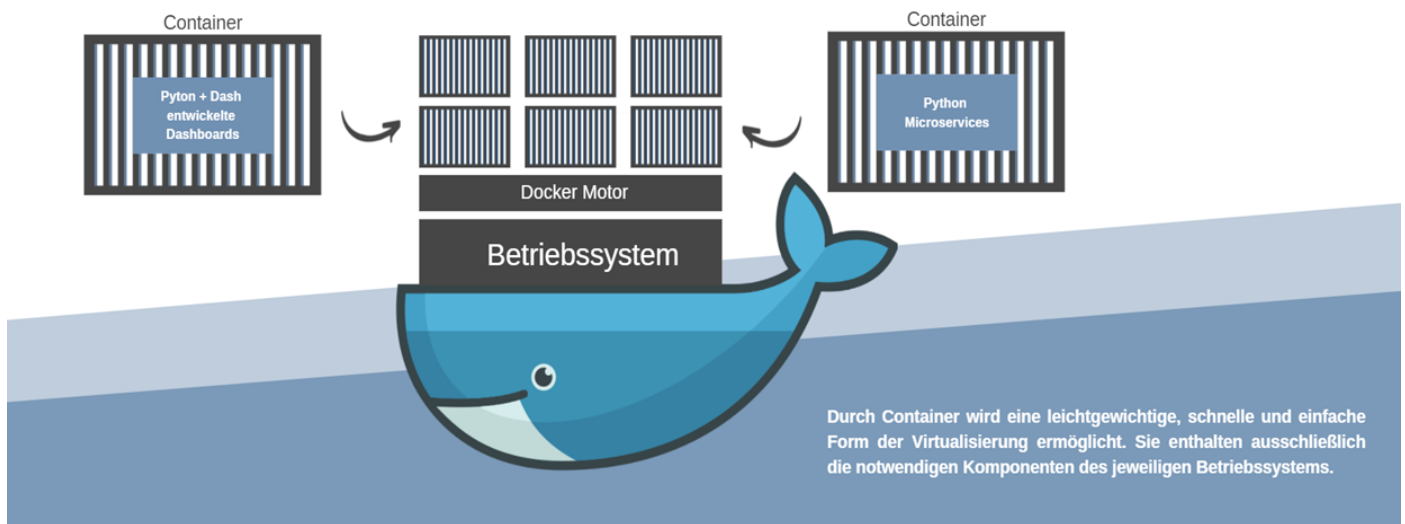 Container
Pyton + Dash
entwickelte
Dashboards
Container
Python
Microservices
Docker Motor
Betriebssystem
Durch Container wird eine leichtgewichtige, schnelle und einfache
Form der Virtualisierung ermöglicht. Sie enthalten ausschließlich
die notwendigen Komponenten des jeweiligen Betriebssystems.